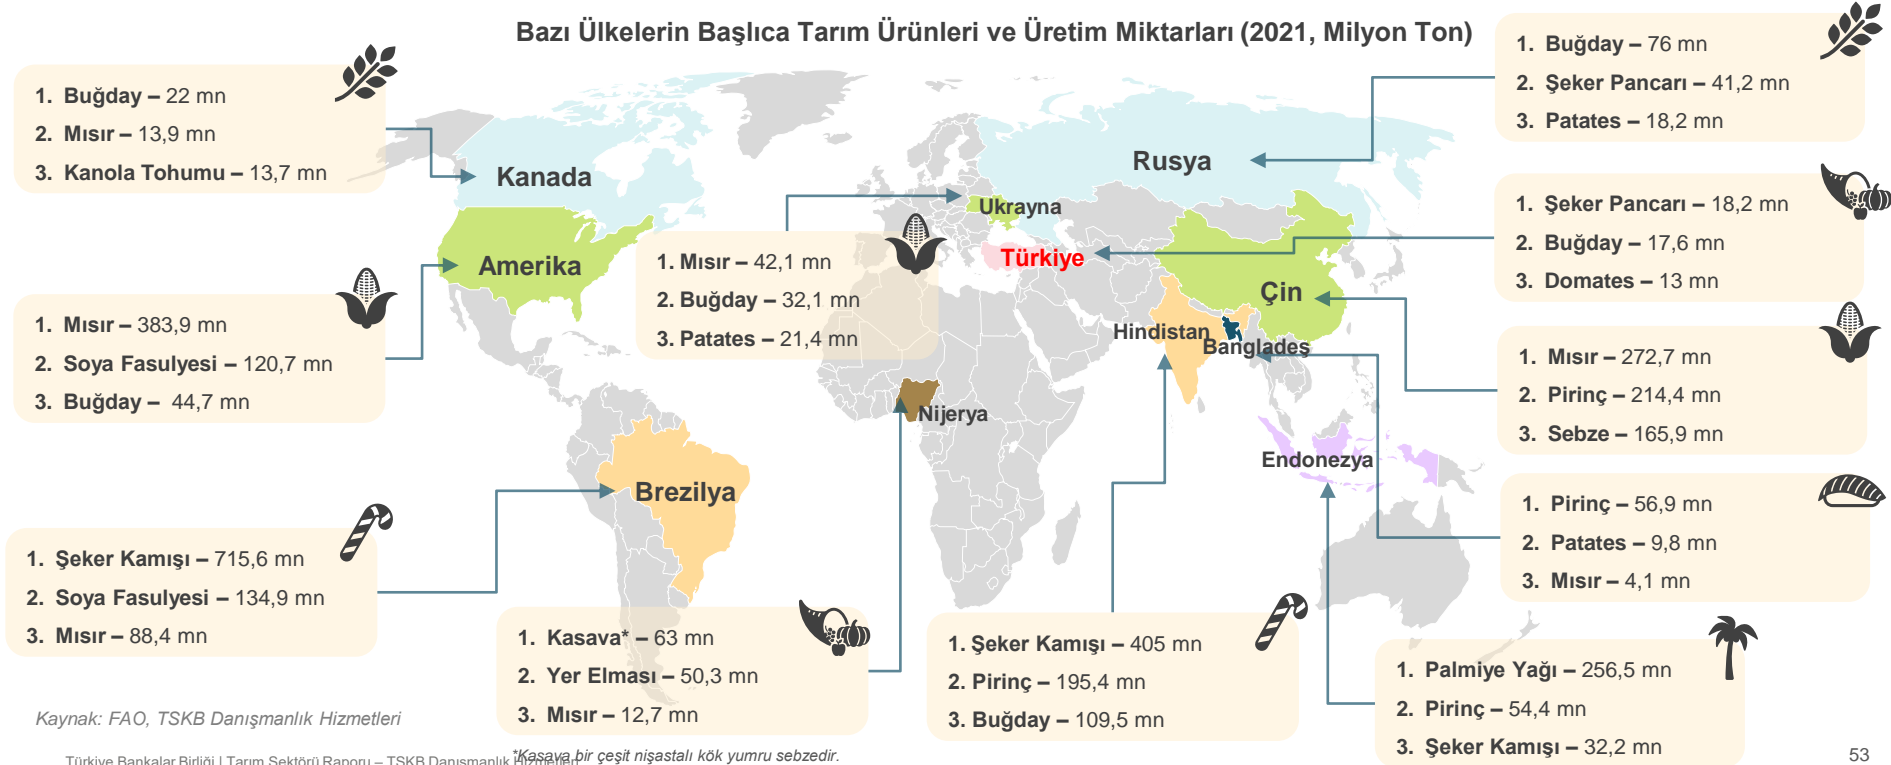 Bazı Ülkelerin Başlıca Tarım Ürünleri ve Üretim Miktarları (2021, Milyon Ton)
1. Buğday – 22 mn
2. Mısır – 13,9 mn
3. Kanola Tohumu – 13,7 mn
1. Buğday – 76 mn
2. Şeker Pancarı – 41,2 mn
3. Patates – 18,2 mn
Kanada
Rusya
Ukrayna
1. Şeker Pancarı – 18,2 mn
2. Buğday – 17,6 mn
3. Domates – 13 mn
Amerika
1. Mısır – 42,1 mn
2. Buğday – 32,1 mn
3. Patates – 21,4 mn
Türkiye
Çin
1. Mısır – 383,9 mn
2. Soya Fasulyesi – 120,7 mn
3. Buğday – 44,7 mn
Hindistan
Bangladeş
1. Mısır – 272,7 mn
2. Pirinç – 214,4 mn
3. Sebze – 165,9 mn
Nijerya
Endonezya
Brezilya
1. Pirinç – 56,9 mn
2. Patates – 9,8 mn
3. Mısır – 4,1 mn
1. Şeker Kamışı – 715,6 mn
2. Soya Fasulyesi – 134,9 mn
3. Mısır – 88,4 mn
1. Kasava* – 63 mn
2. Yer Elması – 50,3 mn
3. Mısır – 12,7 mn
1. Şeker Kamışı – 405 mn
2. Pirinç – 195,4 mn
3. Buğday – 109,5 mn
1. Palmiye Yağı – 256,5 mn
2. Pirinç – 54,4 mn
3. Şeker Kamışı – 32,2 mn
Kaynak: FAO, TSKB Danışmanlık Hizmetleri
*Kasava bir çeşit nişastalı kök yumru sebzedir.
Türkiye Bankalar Birliği | Tarım Sektörü Raporu – TSKB Danışmanlık Hizmetleri
53